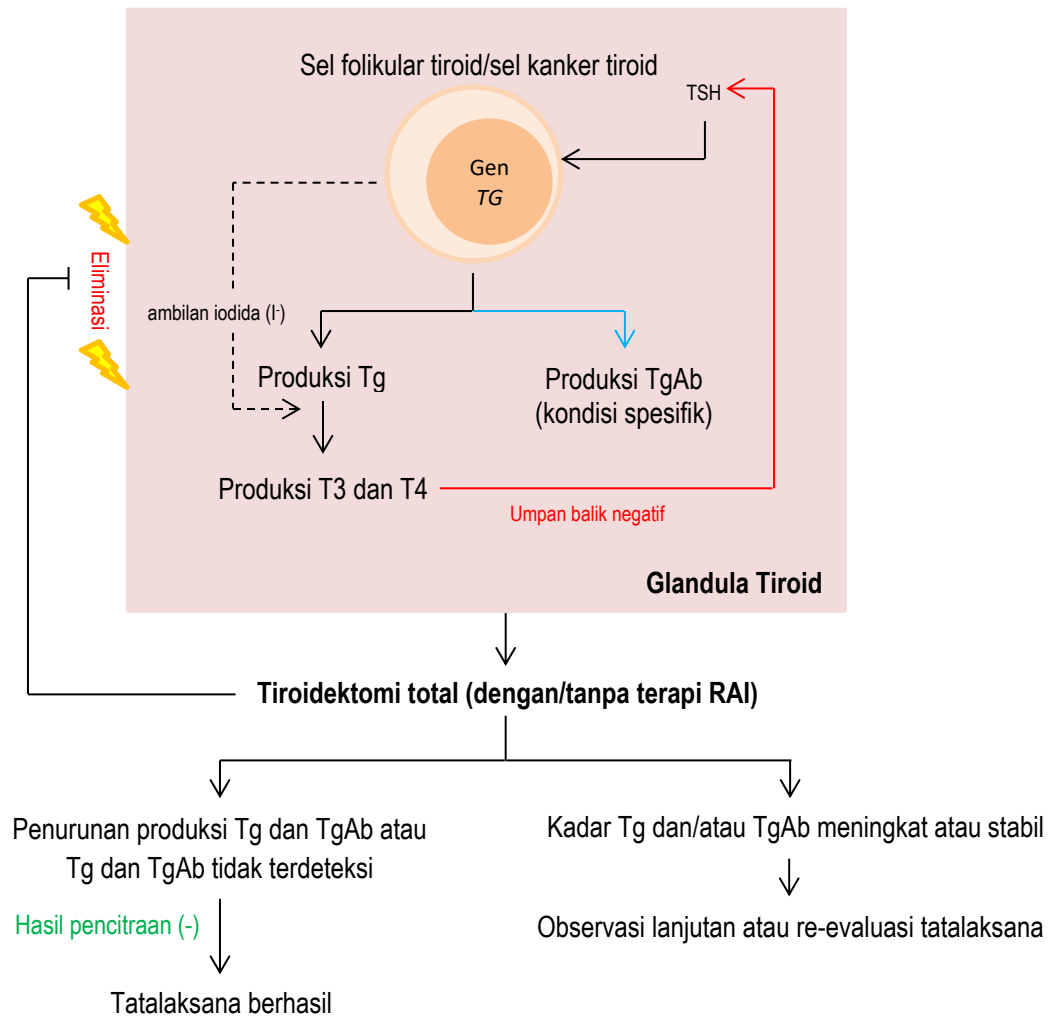 Sel folikular tiroid/sel kanker tiroid
TSH
Gen
TG
Eliminasi
ambilan iodida (I-)
Produksi Tg
Produksi TgAb
(kondisi spesifik)
Produksi T3 dan T4
Umpan balik negatif
Glandula Tiroid
Tiroidektomi total (dengan/tanpa terapi RAI)
Penurunan produksi Tg dan TgAb atau
Tg dan TgAb tidak terdeteksi
Kadar Tg dan/atau TgAb meningkat atau stabil
Hasil pencitraan (-)
Observasi lanjutan atau re-evaluasi tatalaksana
Tatalaksana berhasil